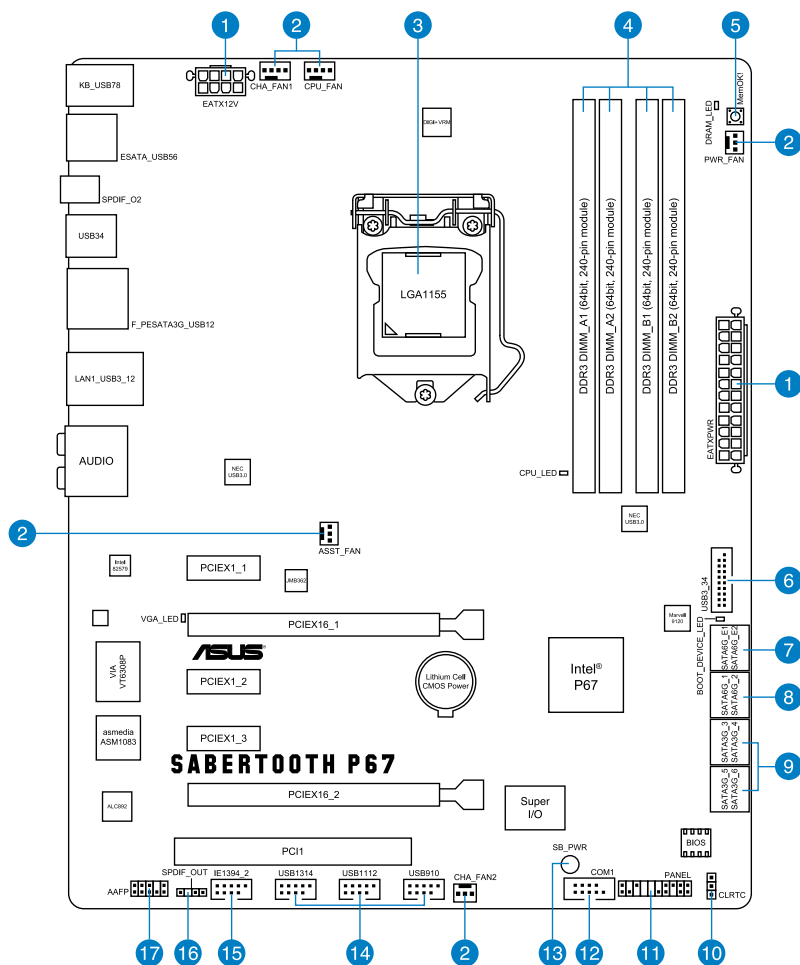 1
2
3
4
5
KB_USB78
EATX12V
CHA_FAN1
CPU_FAN
DIGI+ VRM
DRAM_LED
MemOK!
2
PWR_FAN
ESATA_USB56
SPDIF_O2
USB34
F_PESATA3G_USB12
LAN1_USB3_12
AUDIO
LGA1155
DDR3 DIMM_A1 (64bit, 240-pin module)
DDR3 DIMM_A2 (64bit, 240-pin module)
DDR3 DIMM_B1 (64bit, 240-pin module)
DDR3 DIMM_B2 (64bit, 240-pin module)
EATXPWR
1
CPU_LED
NEC
USB3.0
NEC
USB3.0
2
ASST_FAN
Intel
82579
PCIEX1_1
JMB362
USB3_34
6
VGA_LED
PCIEX16_1
Marvell
9120
BOOT_DEVICE_LED
SATA6G_E1
SATA6G_E2
7
ASUS
VIA
VT6308P
PCIEX1_2
Lithium Cell
CMOS Power
Intel®
P67
SATA6G_1
SATA6G_2
8
asmedia
ASM1083
PCIEX1_3
SABERTOOTH P67
SATA3G_3
SATA3G_4
9
SATA3G_5
SATA3G_6
ALC892
PCIEX16_2
Super
I/O
BIOS
PCI1
SB_PWR
AAFP
SPDIF_OUT
IE1394_2
USB1314
USB1112
USB910
CHA_FAN2
COM1
PANEL
CLRTC
17
16
15
14
2
13
12
11
10